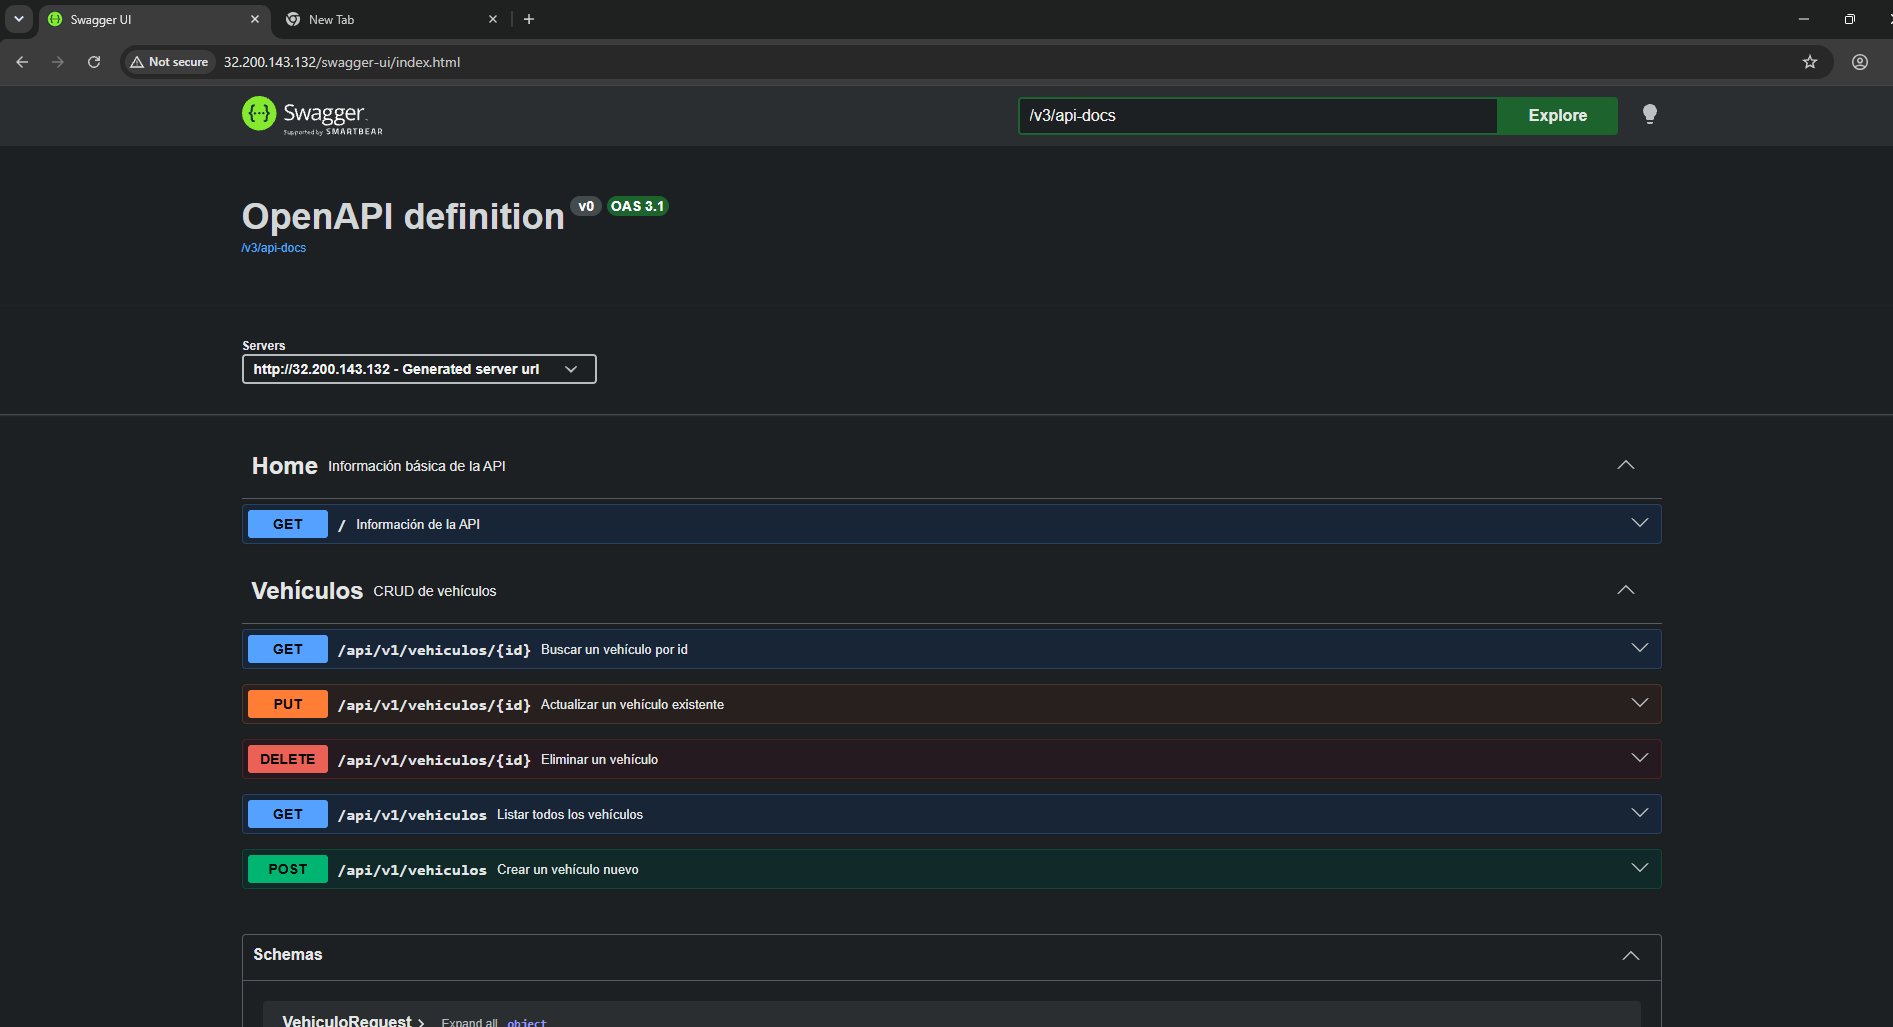 Swagger UI
New Tab
Not secure
32.200.143.132/swagger-ui/index.html
Swagger
Supported by SMARTBEAR
/v3/api-docs
Explore
OpenAPI definition v0 OAS 3.1
/v3/api-docs
Servers
http://32.200.143.132 - Generated server url
Home Información básica de la API
GET / Información de la API
Vehículos CRUD de vehículos
GET /api/v1/vehiculos/{id} Buscar un vehículo por id
PUT /api/v1/vehiculos/{id} Actualizar un vehículo existente
DELETE /api/v1/vehiculos/{id} Eliminar un vehículo
GET /api/v1/vehiculos Listar todos los vehículos
POST /api/v1/vehiculos Crear un vehículo nuevo
Schemas
VehiculoRequest Expand all object